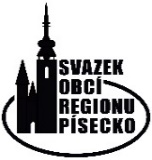 SVAZEK
OBCÍ
REGIONU
PÍSECKO